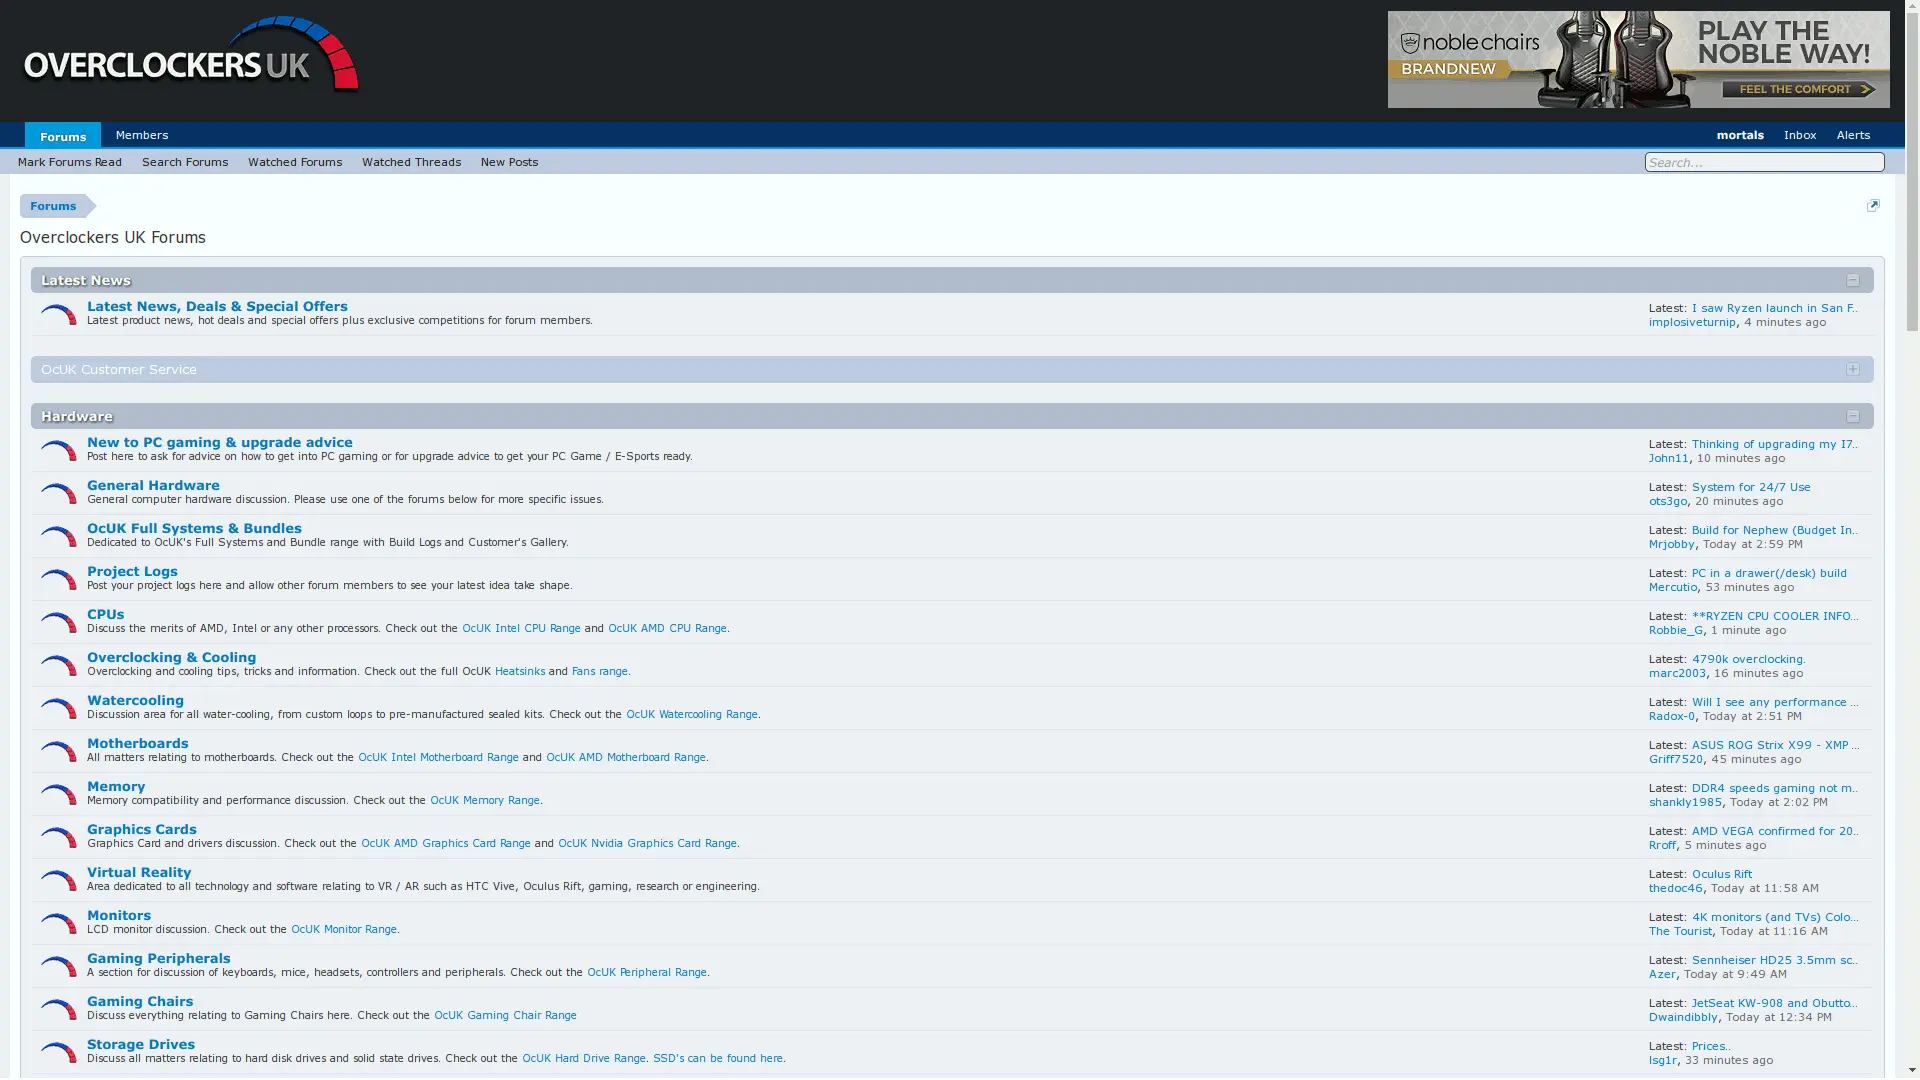 OVERCLOCKERS UK
noblechairs
BRANDNEW
PLAY THE
NOBLE WAY!
FEEL THE COMFORT
Forums Members mortals Inbox Alerts
Mark Forums Read Search Forums Watched Forums Watched Threads New Posts Search...
Forums
Overclockers UK Forums
Latest News
Latest News, Deals & Special Offers
Latest product news, hot deals and special offers plus exclusive competitions for forum members.
Latest: I saw Ryzen launch in San F..
implosiveturnip, 4 minutes ago
OcUK Customer Service
Hardware
New to PC gaming & upgrade advice
Post here to ask for advice on how to get into PC gaming or for upgrade advice to get your PC Game / E-Sports ready.
Latest: Thinking of upgrading my I7..
John11, 10 minutes ago
General Hardware
General computer hardware discussion. Please use one of the forums below for more specific issues.
Latest: System for 24/7 Use
ots3go, 20 minutes ago
OcUK Full Systems & Bundles
Dedicated to OcUK's Full Systems and Bundle range with Build Logs and Customer's Gallery.
Latest: Build for Nephew (Budget In..
Mrjobby, Today at 2:59 PM
Project Logs
Post your project logs here and allow other forum members to see your latest idea take shape.
Latest: PC in a drawer(/desk) build
Mercutio, 53 minutes ago
CPUs
Discuss the merits of AMD, Intel or any other processors. Check out the OcUK Intel CPU Range and OcUK AMD CPU Range.
Latest: **RYZEN CPU COOLER INFO...
Robbie_G, 1 minute ago
Overclocking & Cooling
Overclocking and cooling tips, tricks and information. Check out the full OcUK Heatsinks and Fans range.
Latest: 4790k overclocking.
marc2003, 16 minutes ago
Watercooling
Discussion area for all water-cooling, from custom loops to pre-manufactured sealed kits. Check out the OcUK Watercooling Range.
Latest: Will I see any performance ...
Radox-0, Today at 2:51 PM
Motherboards
All matters relating to motherboards. Check out the OcUK Intel Motherboard Range and OcUK AMD Motherboard Range.
Latest: ASUS ROG Strix X99 - XMP ...
Griff7520, 45 minutes ago
Memory
Memory compatibility and performance discussion. Check out the OcUK Memory Range.
Latest: DDR4 speeds gaming not m..
shankly1985, Today at 2:02 PM
Graphics Cards
Graphics Card and drivers discussion. Check out the OcUK AMD Graphics Card Range and OcUK Nvidia Graphics Card Range.
Latest: AMD VEGA confirmed for 20..
Rroff, 5 minutes ago
Virtual Reality
Area dedicated to all technology and software relating to VR / AR such as HTC Vive, Oculus Rift, gaming, research or engineering.
Latest: Oculus Rift
thedoc46, Today at 11:58 AM
Monitors
LCD monitor discussion. Check out the OcUK Monitor Range.
Latest: 4K monitors (and TVs) Colo...
The Tourist, Today at 11:16 AM
Gaming Peripherals
A section for discussion of keyboards, mice, headsets, controllers and peripherals. Check out the OcUK Peripheral Range.
Latest: Sennheiser HD25 3.5mm sc..
Azer, Today at 9:49 AM
Gaming Chairs
Discuss everything relating to Gaming Chairs here. Check out the OcUK Gaming Chair Range
Latest: JetSeat KW-908 and Obutto...
Dwaindibbly, Today at 12:34 PM
Storage Drives
Discuss all matters relating to hard disk drives and solid state drives. Check out the OcUK Hard Drive Range. SSD's can be found here.
Latest: Prices..
lsg1r, 33 minutes ago